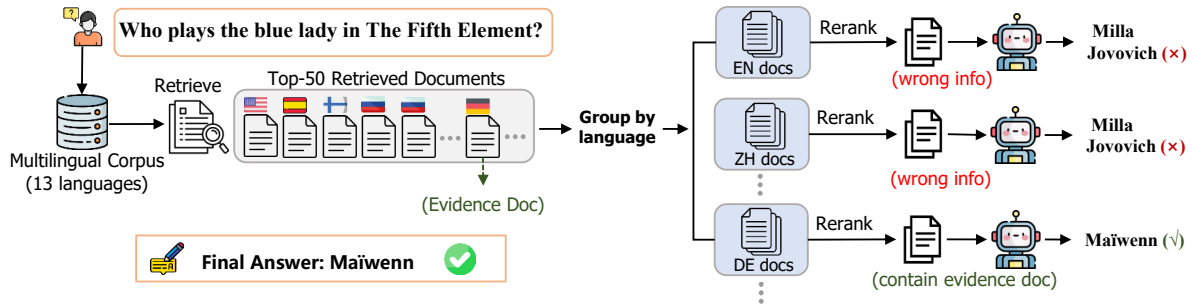 Who plays the blue lady in The Fifth Element?
Top-50 Retrieved Documents
Retrieve
Multilingual Corpus
(13 languages)
(Evidence Doc)
Final Answer: Maïwenn
Group by
language
EN docs
Rerank
(wrong info)
Milla
Jovovich (×)
ZH docs
Rerank
(wrong info)
Milla
Jovovich (×)
DE docs
Rerank
(contain evidence doc)
Maïwenn (√)